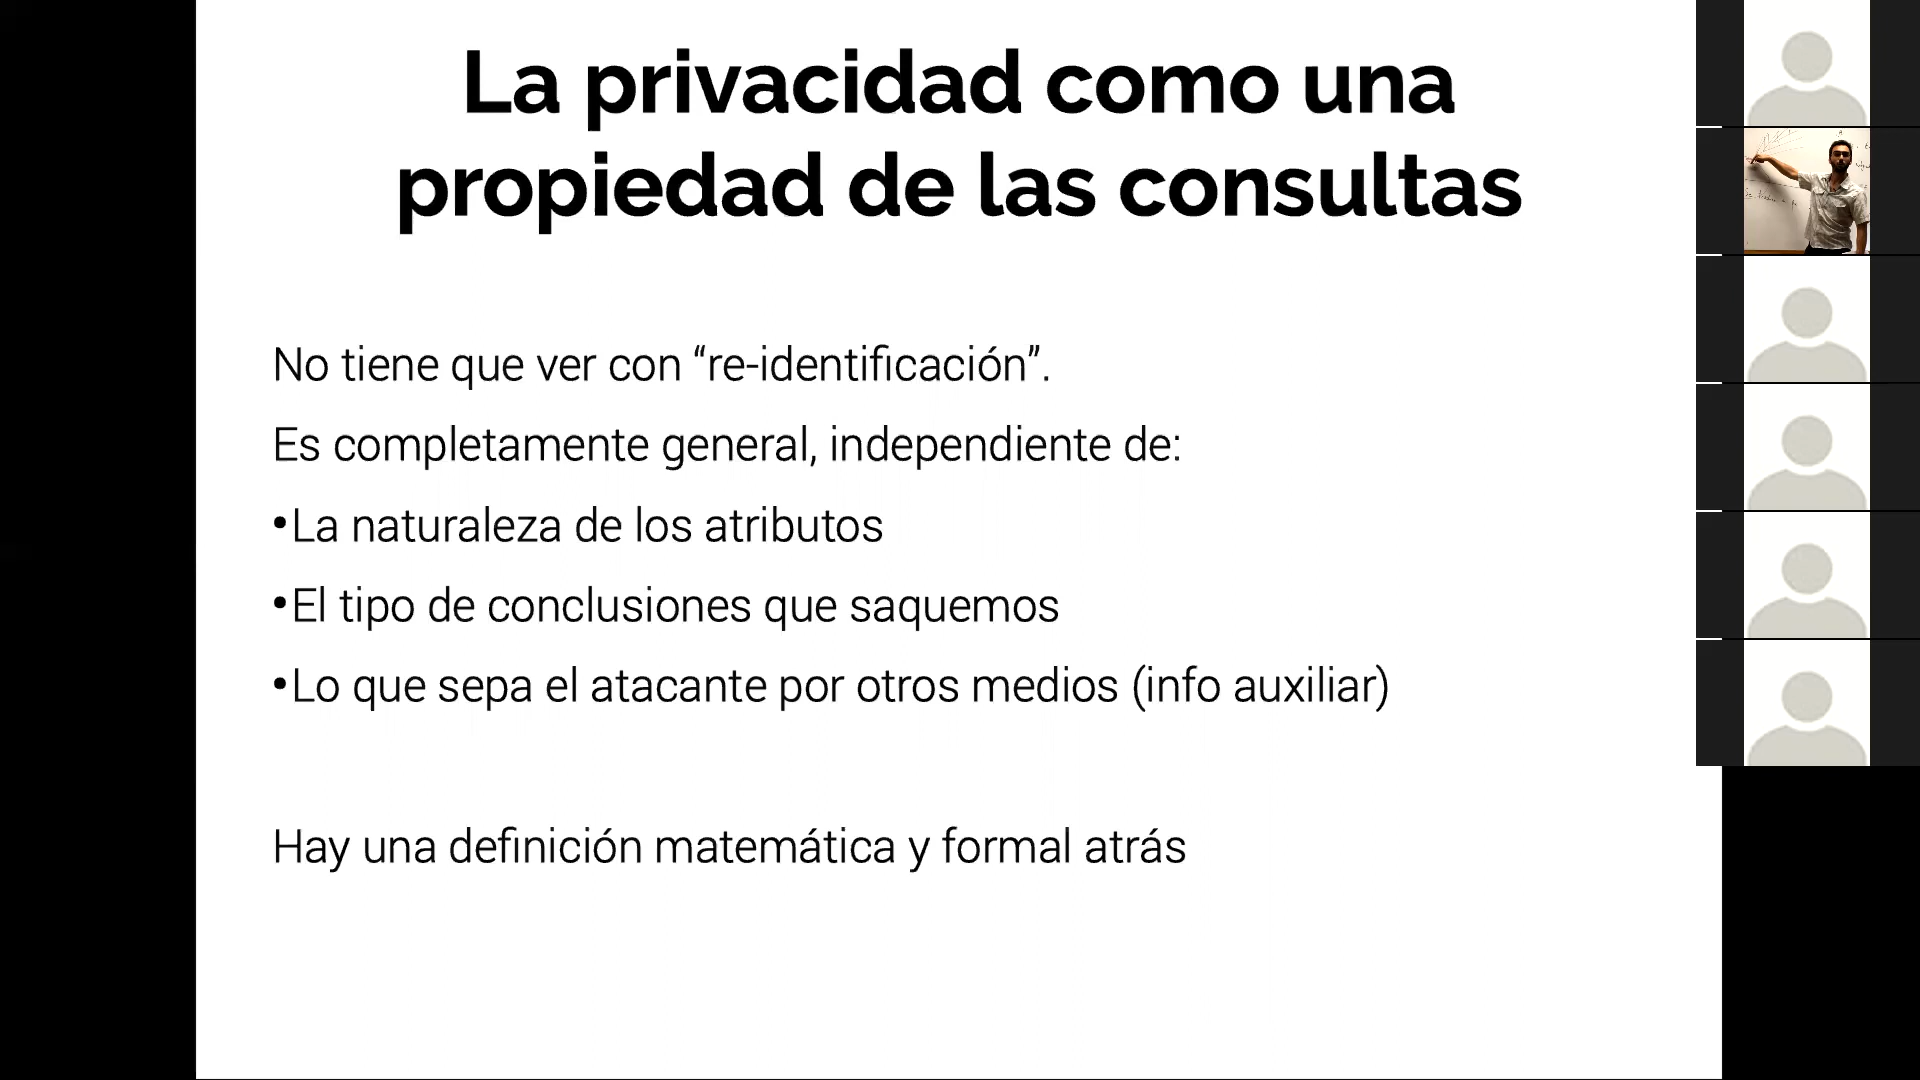 La privacidad como una
propiedad de las consultas
No tiene que ver con “re-identificación”.
Es completamente general, independiente de:
•La naturaleza de los atributos
•El tipo de conclusiones que saquemos
•Lo que sepa el atacante por otros medios (info auxiliar)
Hay una definición matemática y formal atrás